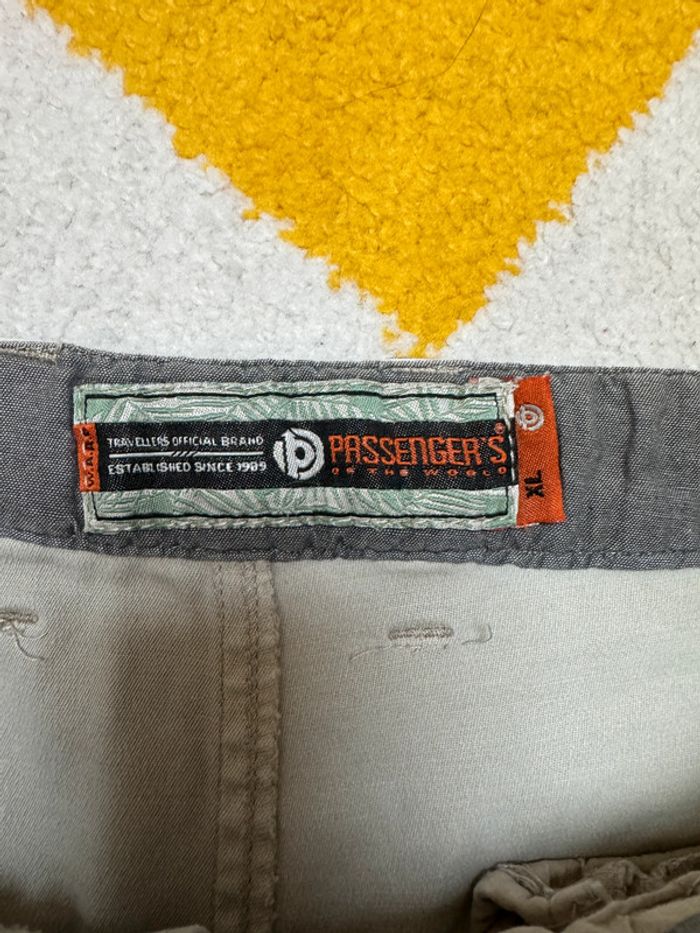 TRAVELLERS OFFICIAL BRAND
ESTABLISHED SINCE 1989
PASSENGER'S®
OF THE WORLD
XL